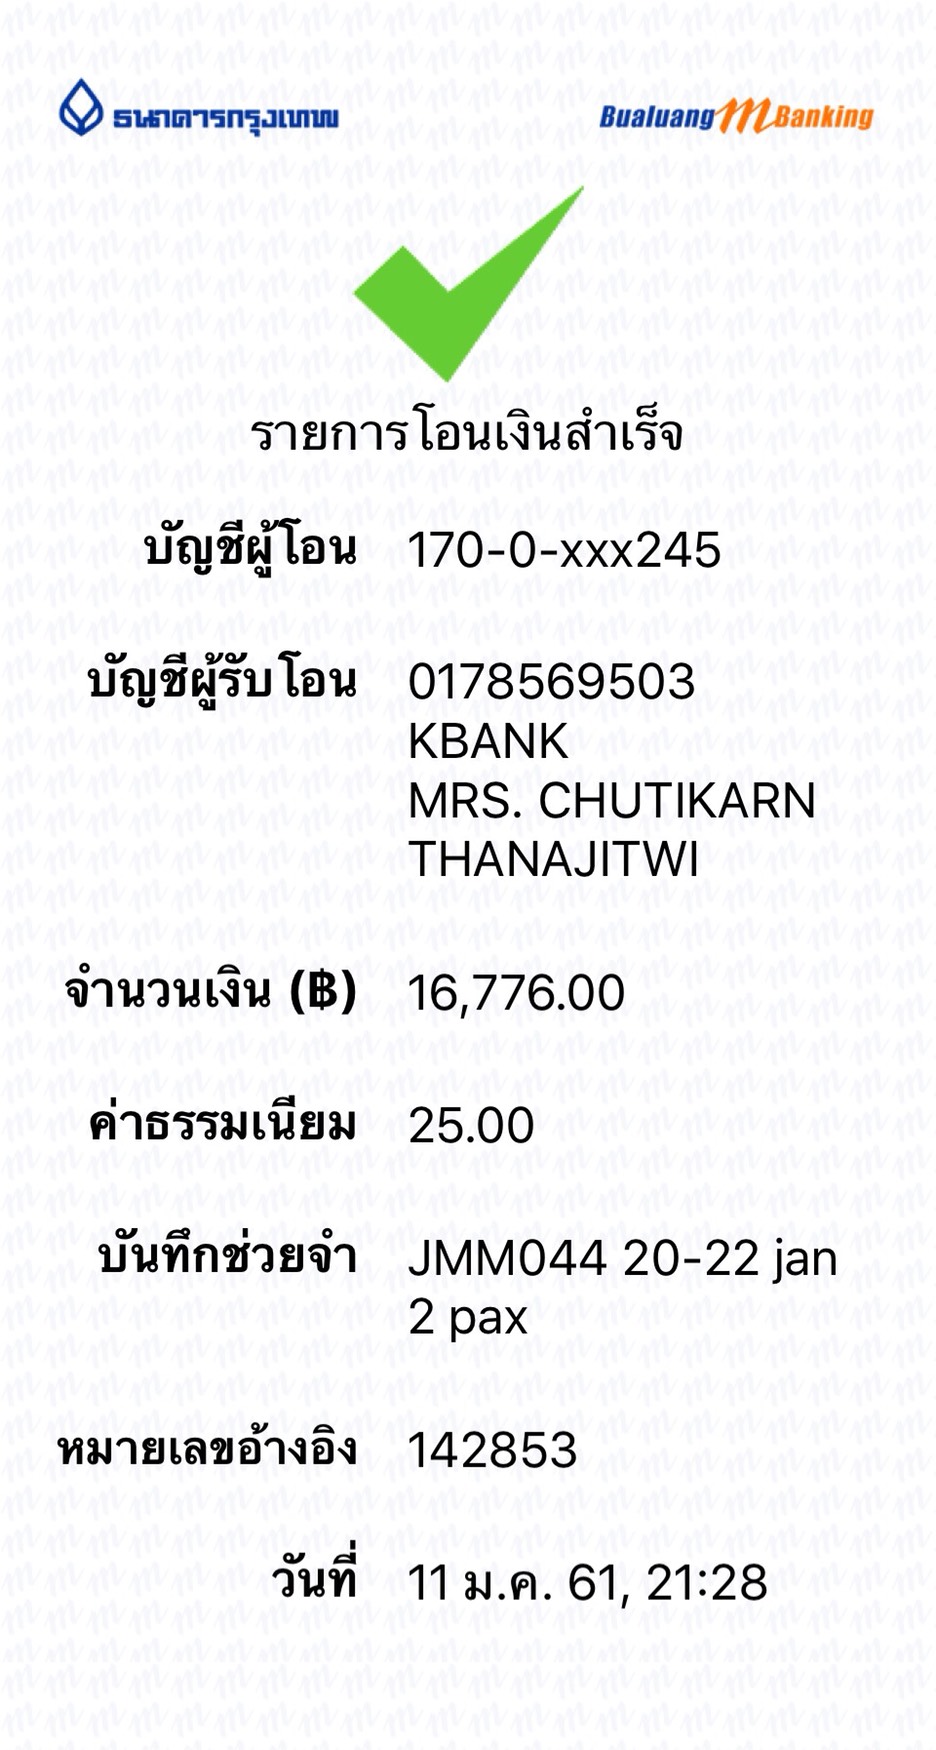 ธนาคารกรุงเทพ Bualuang m Banking
รายการโอนเงินสำเร็จ
บัญชีผู้โอน 170-0-xxx245
บัญชีผู้รับโอน 0178569503
KBANK
MRS. CHUTIKARN
THANAJITWI
จำนวนเงิน (฿) 16,776.00
ค่าธรรมเนียม 25.00
บันทึกช่วยจำ JMM044 20-22 jan
2 pax
หมายเลขอ้างอิง 142853
วันที่ 11 ม.ค. 61, 21:28